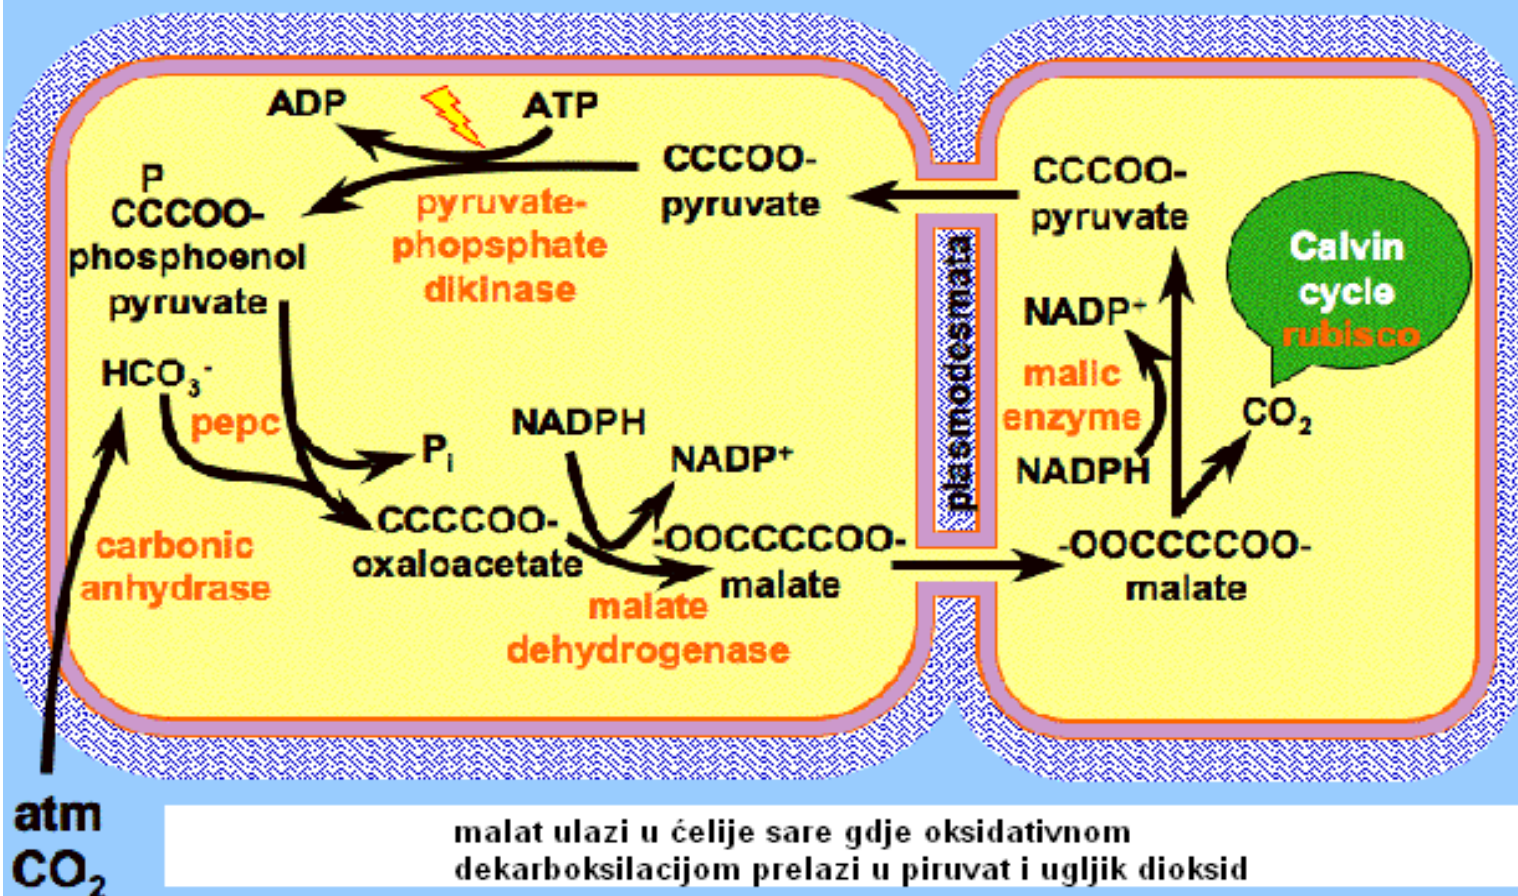 ADP
ATP
P
CCCOO-
phosphoenol
pyruvate
pyruvate-
phopsphate
dikinase
CCCOO-
pyruvate
HCO₃⁻
pepc
Pᵢ
NADPH
NADP⁺
carbonic
anhydrase
CCCCOO-
oxaloacetate
-OOCCCCOO-
malate
malate
dehydrogenase
plasmodosmata
CCCOO-
pyruvate
Calvin
cycle
rubisco
NADP⁺
malic
enzyme
NADPH
CO₂
-OOCCCCOO-
malate
atm
CO₂
malat ulazi u ćelije sare gdje oksidativnom
dekarboksilacijom prelazi u piruvat i ugljik dioksid